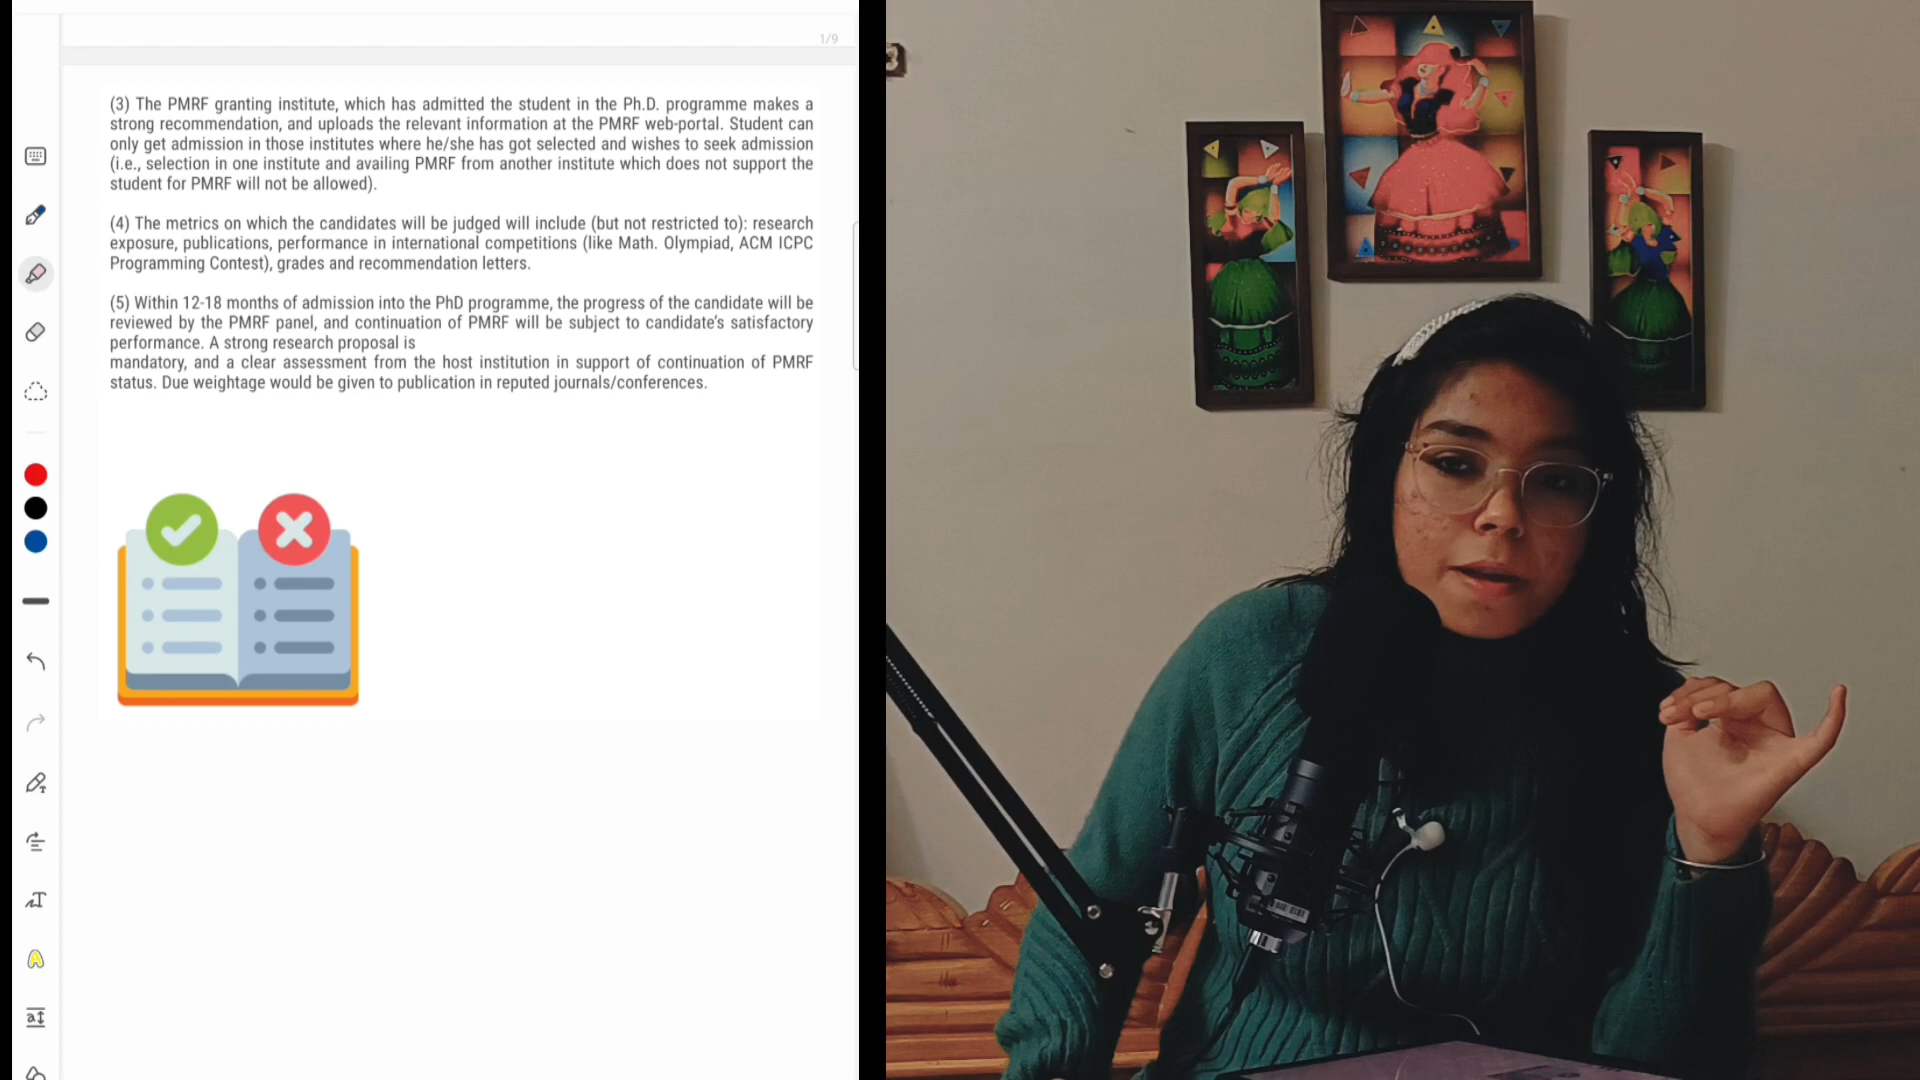 1/9
(3) The PMRF granting institute, which has admitted the student in the Ph.D. programme makes a
strong recommendation, and uploads the relevant information at the PMRF web-portal. Student can
only get admission in those institutes where he/she has got selected and wishes to seek admission
(i.e., selection in one institute and availing PMRF from another institute which does not support the
student for PMRF will not be allowed).
(4) The metrics on which the candidates will be judged will include (but not restricted to): research
exposure, publications, performance in international competitions (like Math. Olympiad, ACM ICPC
Programming Contest), grades and recommendation letters.
(5) Within 12-18 months of admission into the PhD programme, the progress of the candidate will be
reviewed by the PMRF panel, and continuation of PMRF will be subject to candidate's satisfactory
performance. A strong research proposal is
mandatory, and a clear assessment from the host institution in support of continuation of PMRF
status. Due weightage would be given to publication in reputed journals/conferences.